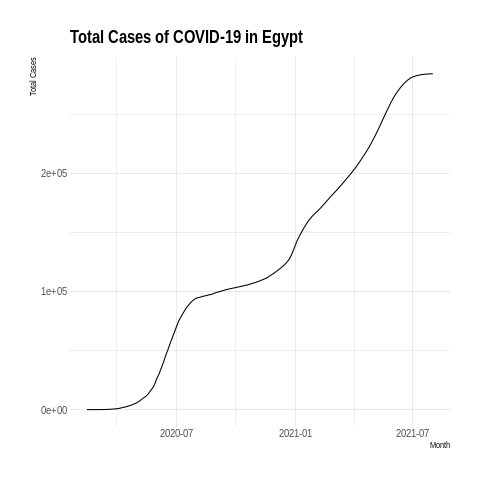 Total Cases of COVID-19 in Egypt
Total Cases
2e+05
1e+05
0e+00
2020-07
2021-01
2021-07
Month